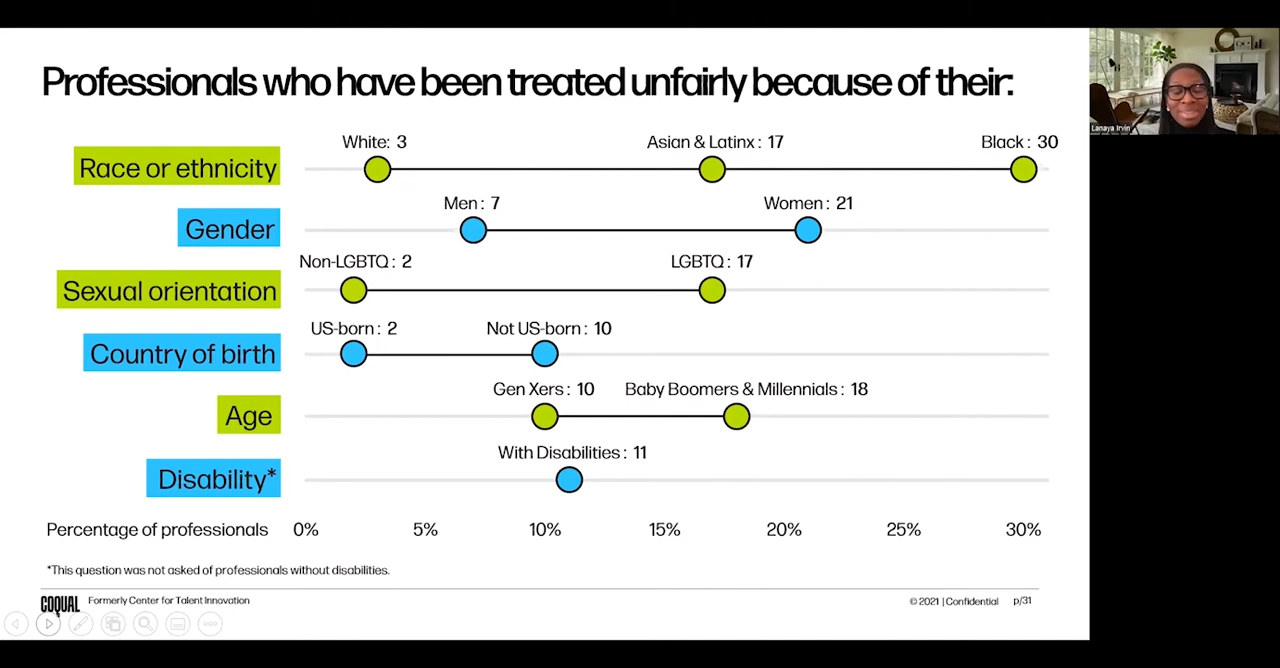 Professionals who have been treated unfairly because of their:
Lanaya Irvin
White: 3
Asian & Latinx : 17
Black : 30
Race or ethnicity
Men : 7
Women : 21
Gender
Non-LGBTQ : 2
LGBTQ : 17
Sexual orientation
US-born : 2
Not US-born : 10
Country of birth
Gen Xers : 10
Baby Boomers & Millennials : 18
Age
With Disabilities : 11
Disability*
Percentage of professionals 0% 5% 10% 15% 20% 25% 30%
*This question was not asked of professionals without disabilities.
COQUAL Formerly Center for Talent Innovation © 2021 | Confidential p/31